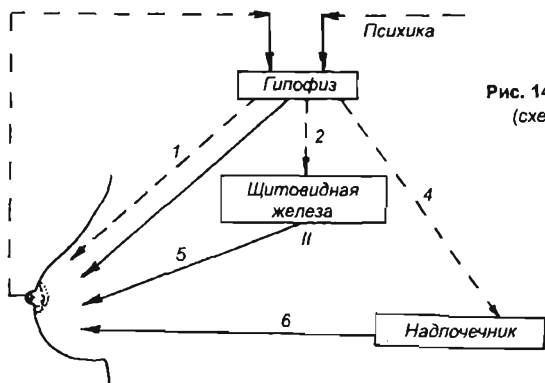 Психика
Гипофиз
Рис. 14
(схе
1
2
4
Щитовидная
железа
II
5
6
Надпочечник